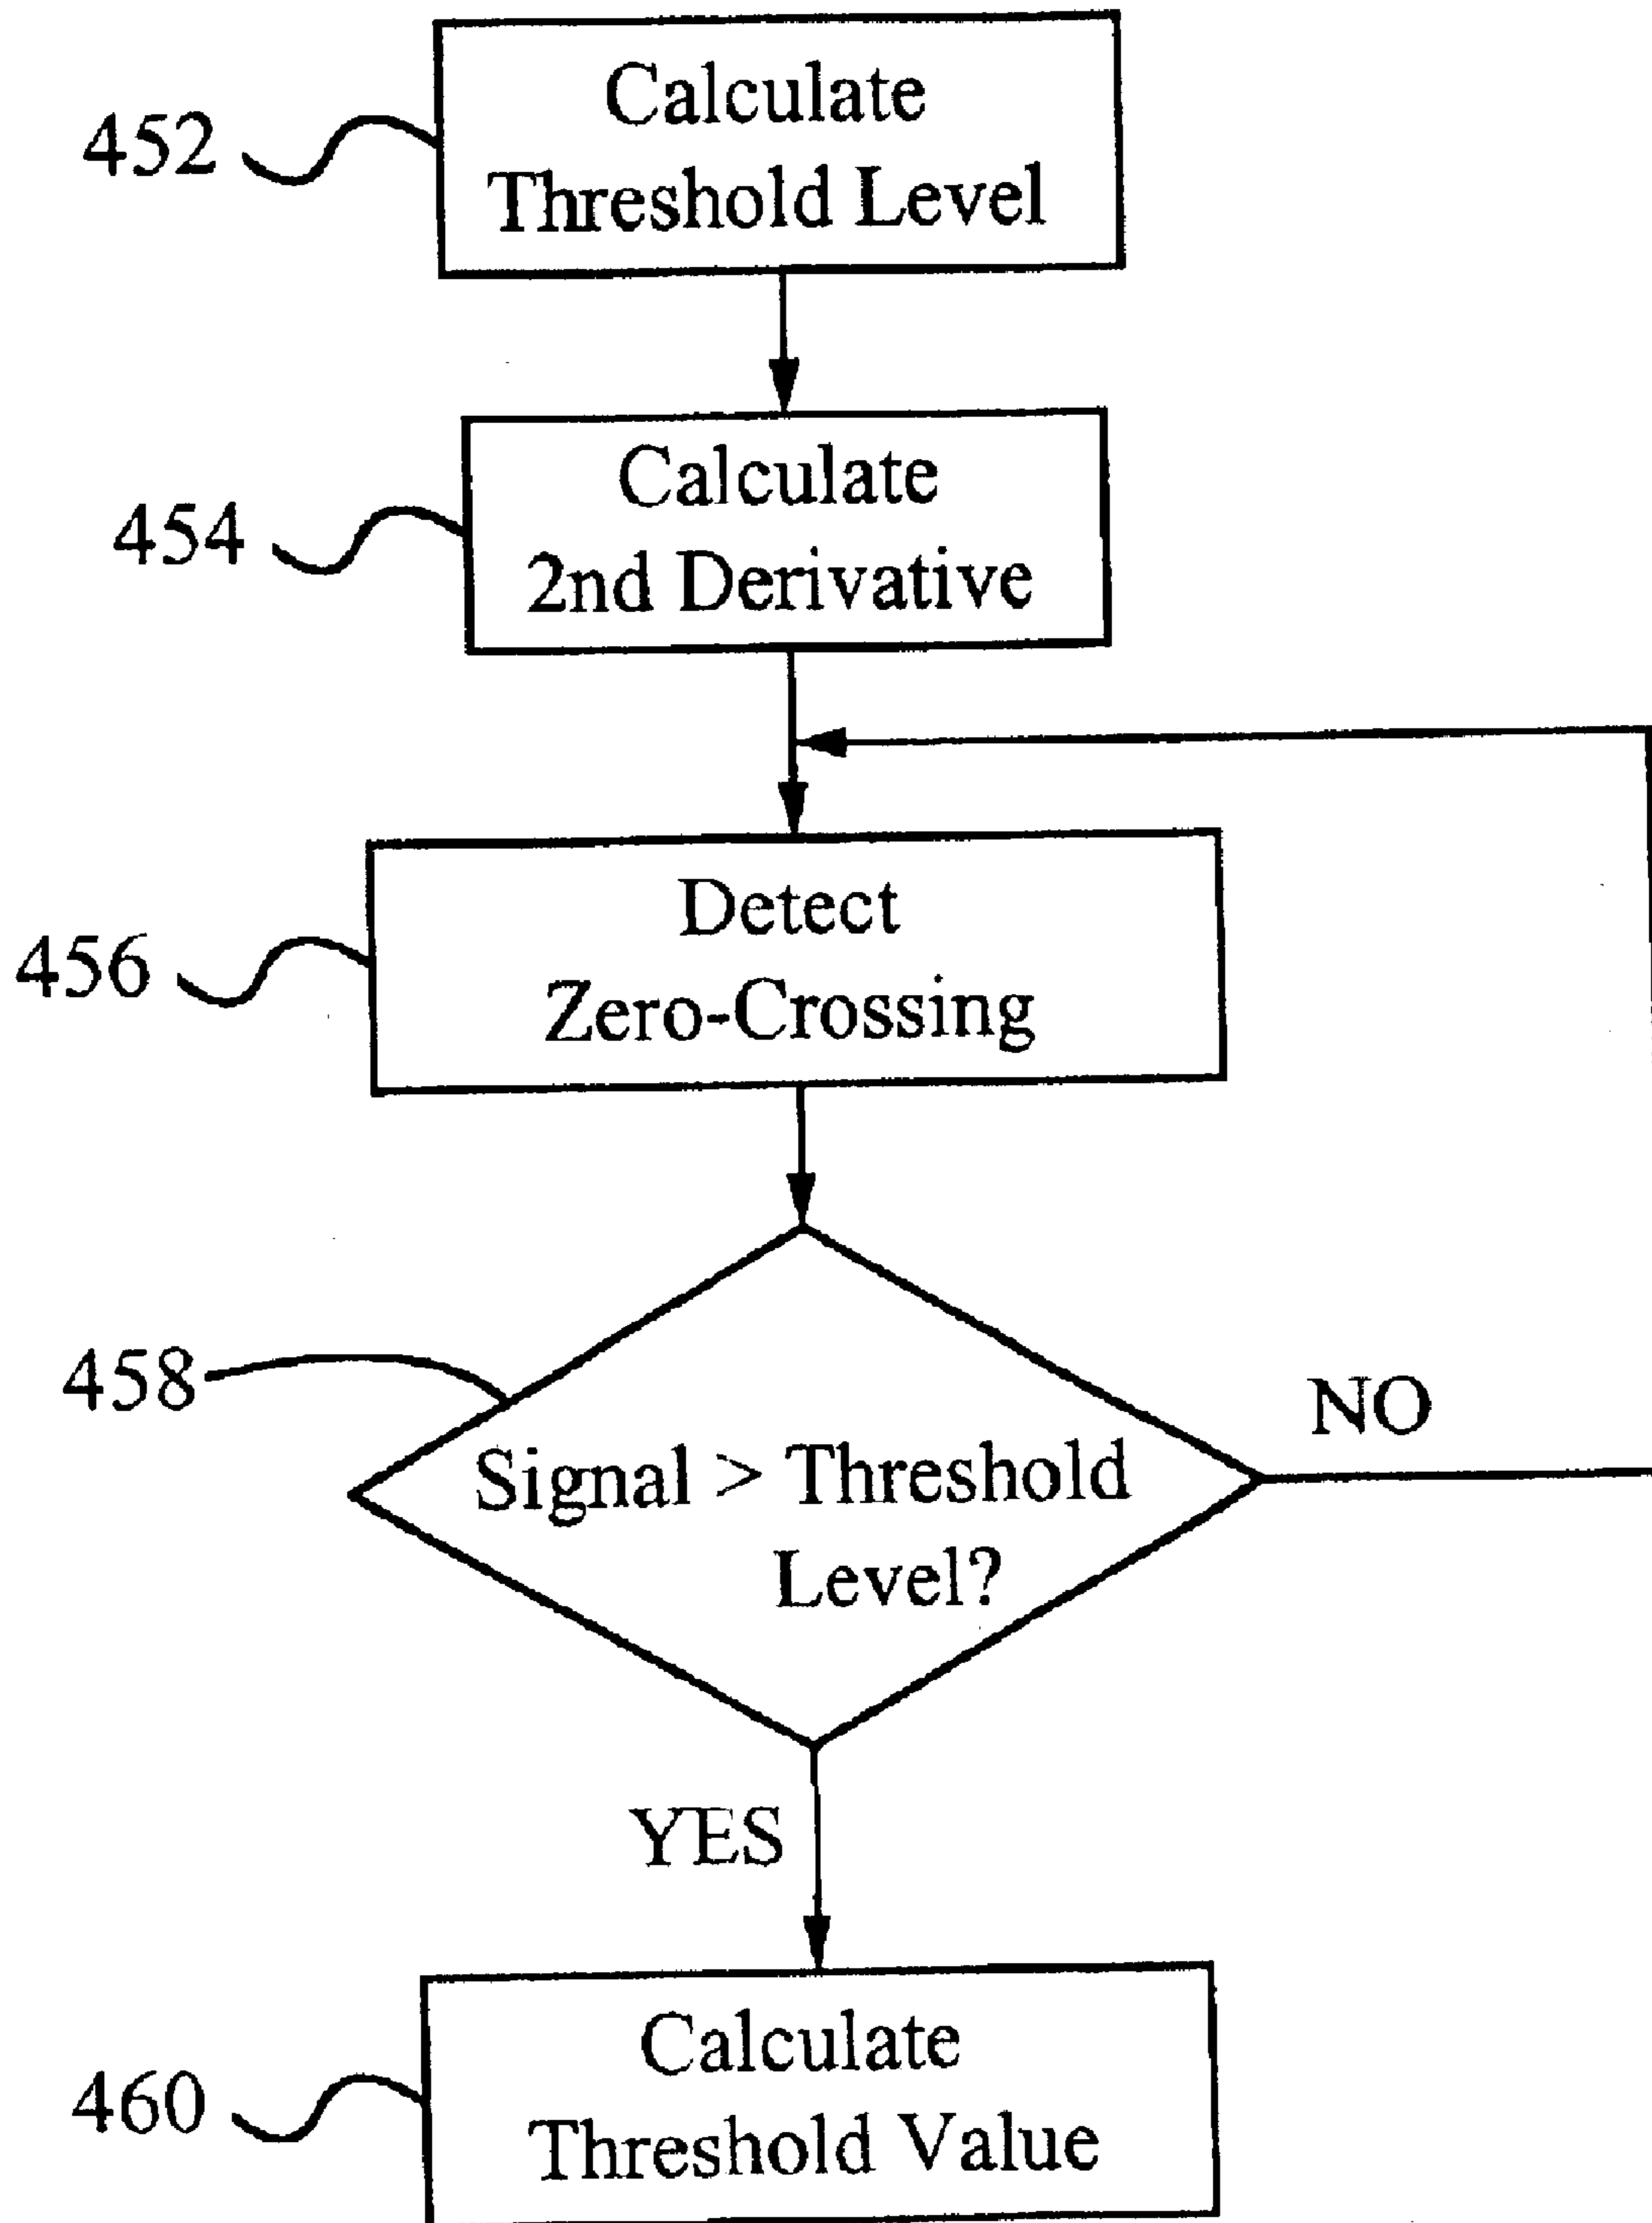 Calculate
452
Threshold Level
Calculate
454
2nd Derivative
Detect
456
Zero-Crossing
458
NO
Signal > Threshold
Level?
YES
Calculate
460
Threshold Value